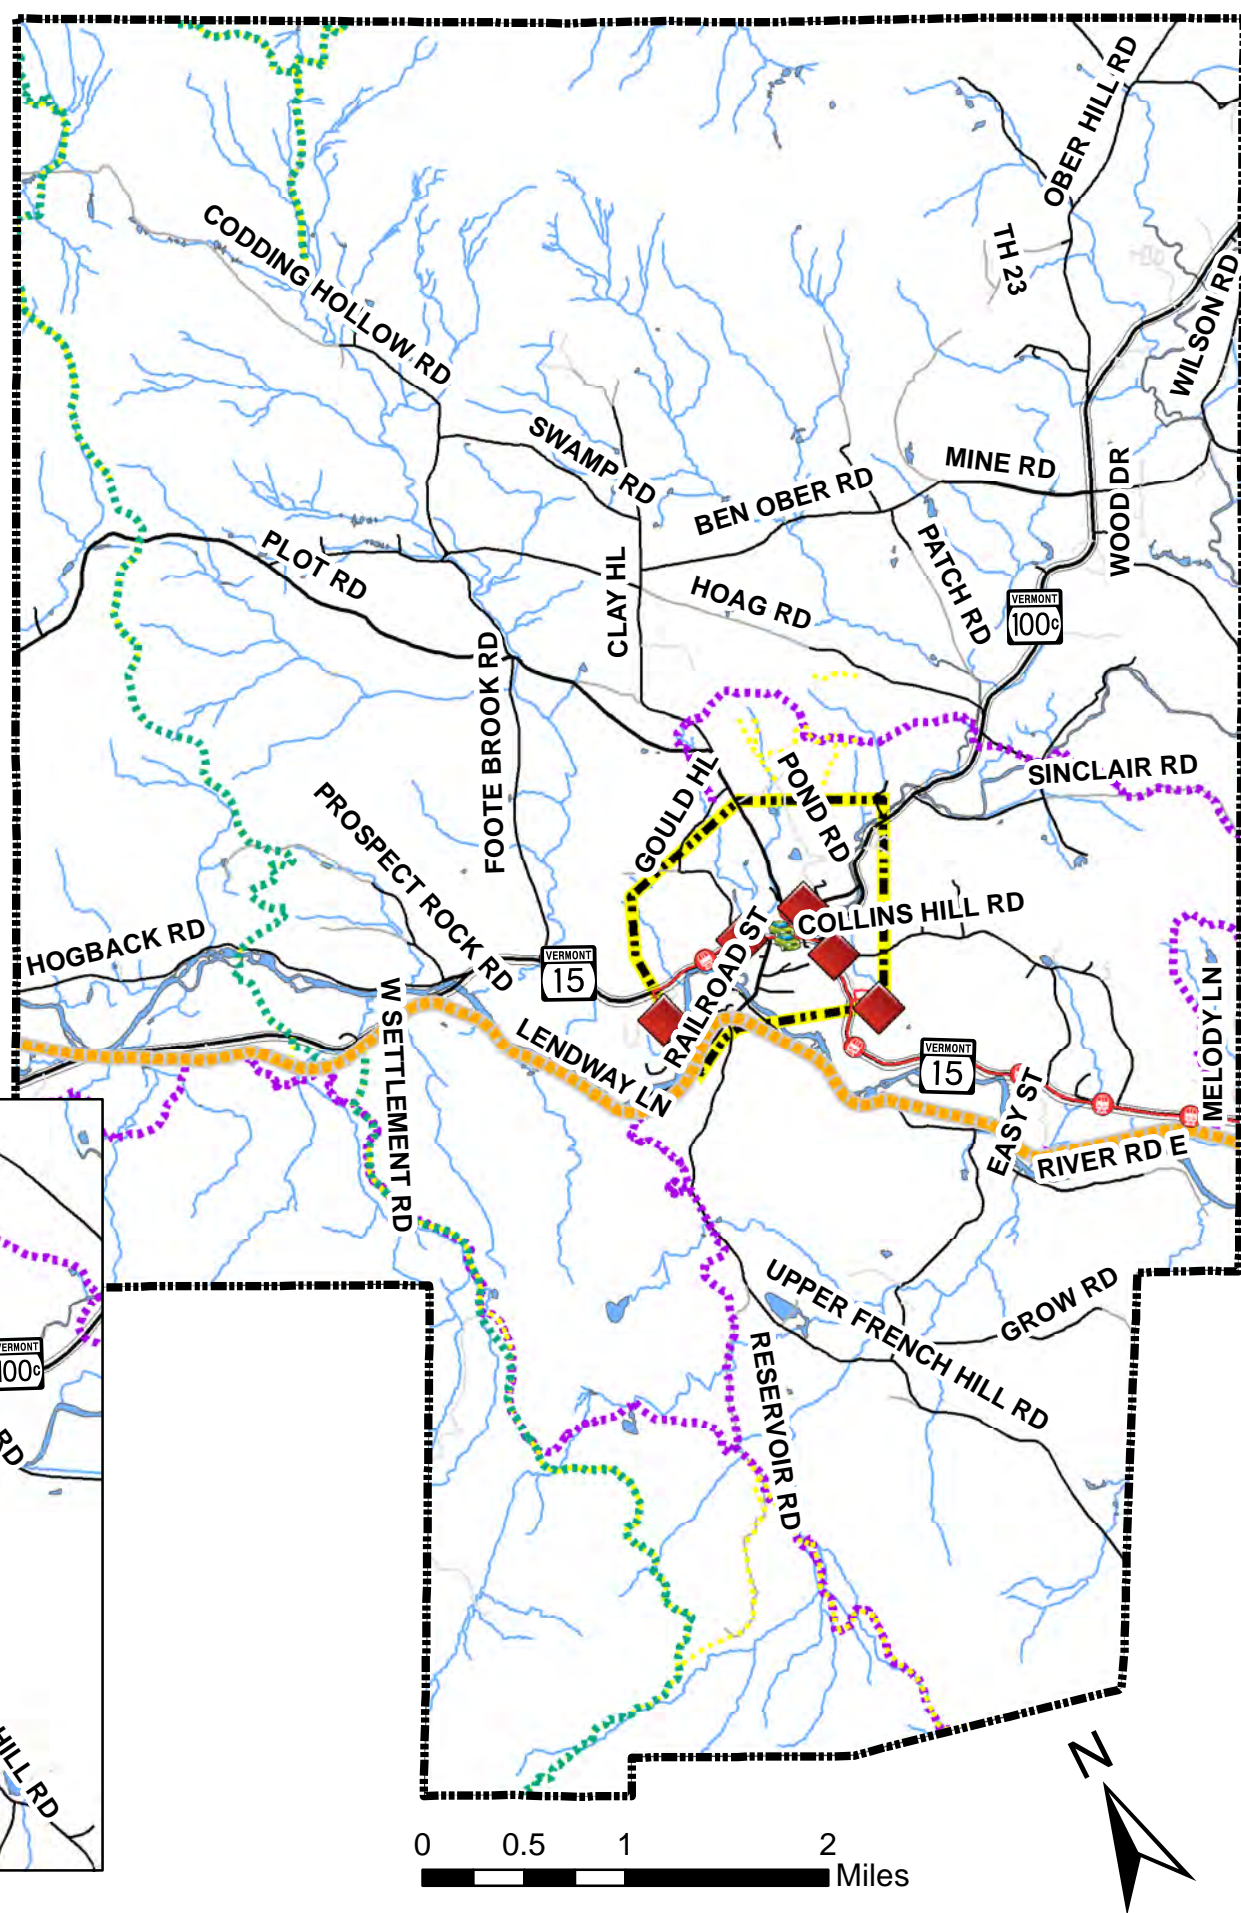 OBER HILL RD
CODDING HOLLOW RD
TH 23
WILSON RD
SWAMP RD
BEN OBER RD
MINE RD
WOOD DR
PLOT RD
CLAY HL
HOAG RD
PATCH RD
VERMONT
100c
FOOTE BROOK RD
GOULD HL
POND RD
SINCLAIR RD
PROSPECT ROCK RD
HOGBACK RD
COLLINS HILL RD
VERMONT
15
RAILROAD ST
W SETTLEMENT RD
LENDWAY LN
VERMONT
15
EASY ST
MELODY LN
RIVER RD E
UPPER FRENCH HILL RD
GROW RD
RESERVOIR RD
VERMONT
100c
RD
HILL RD
N
0 0.5 1 2
Miles